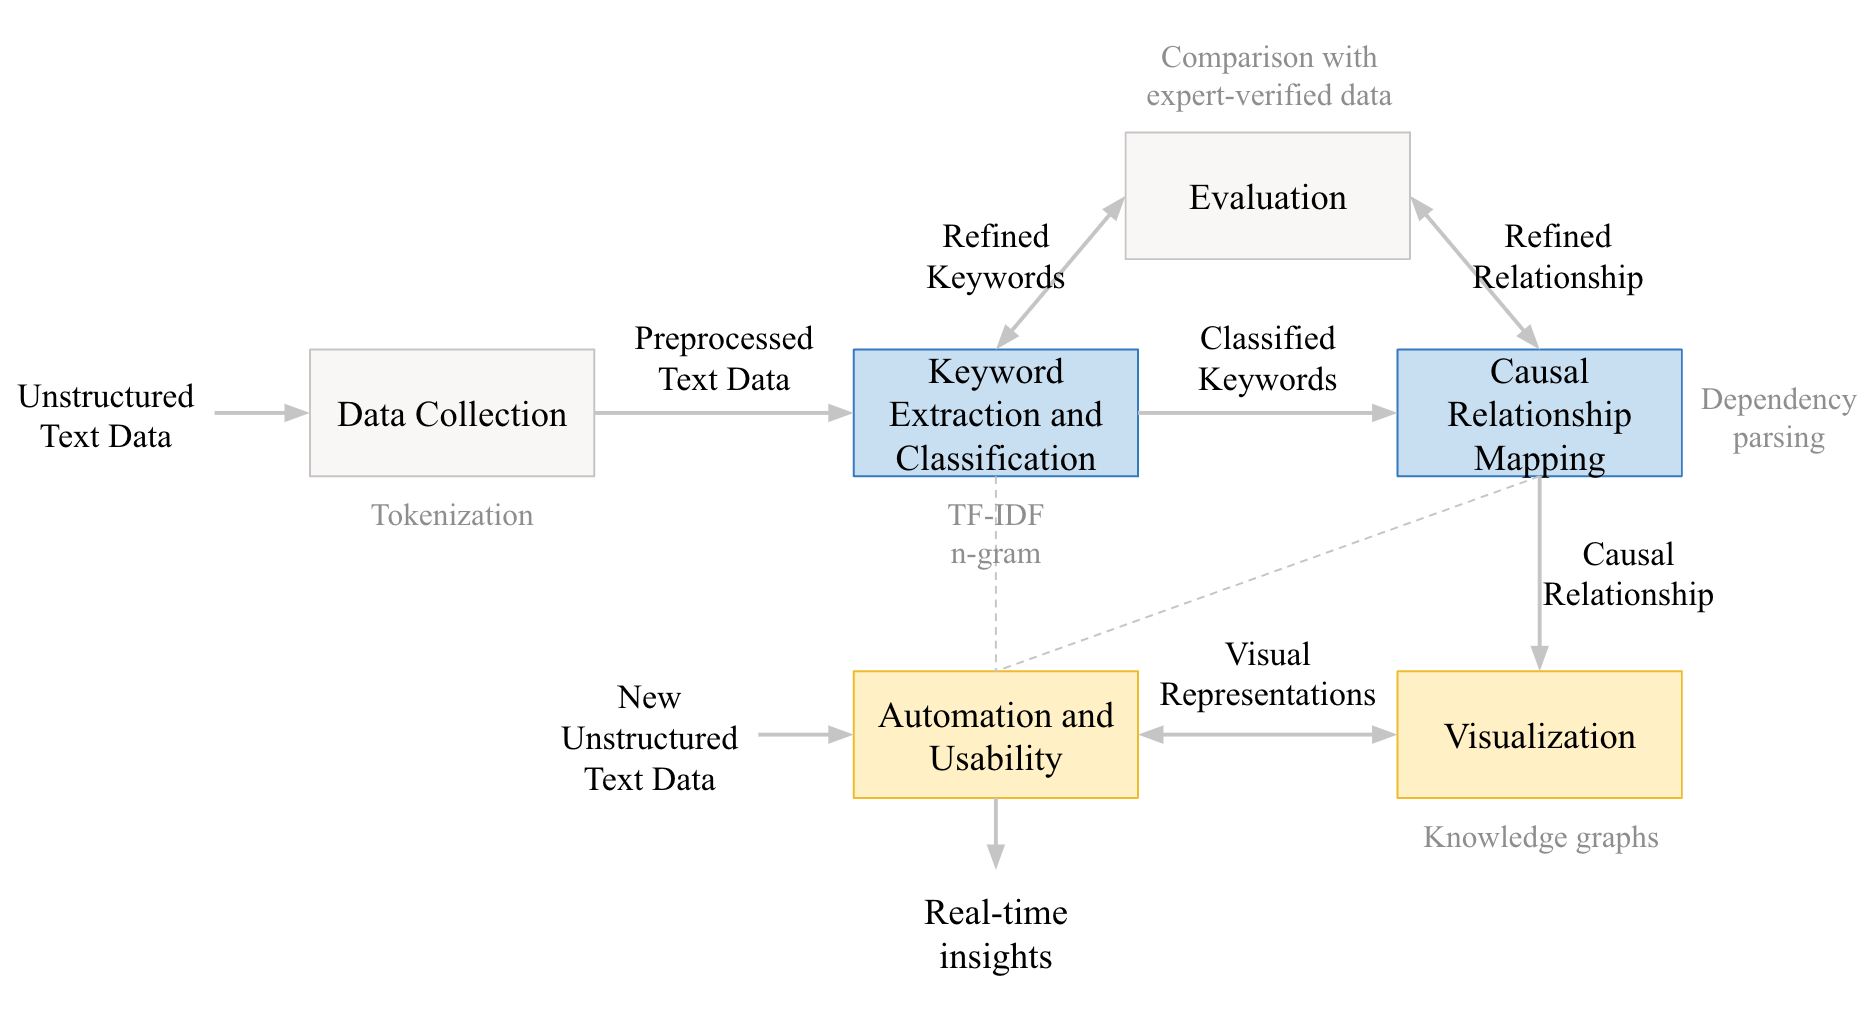 Comparison with
expert-verified data
Evaluation
Refined
Keywords
Refined
Relationship
Preprocessed
Text Data
Classified
Keywords
Unstructured
Text Data
Data Collection
Keyword
Extraction and
Classification
Causal
Relationship
Mapping
Dependency
parsing
Tokenization
TF-IDF
n-gram
Causal
Relationship
Visual
Representations
New
Unstructured
Text Data
Automation and
Usability
Visualization
Knowledge graphs
Real-time
insights